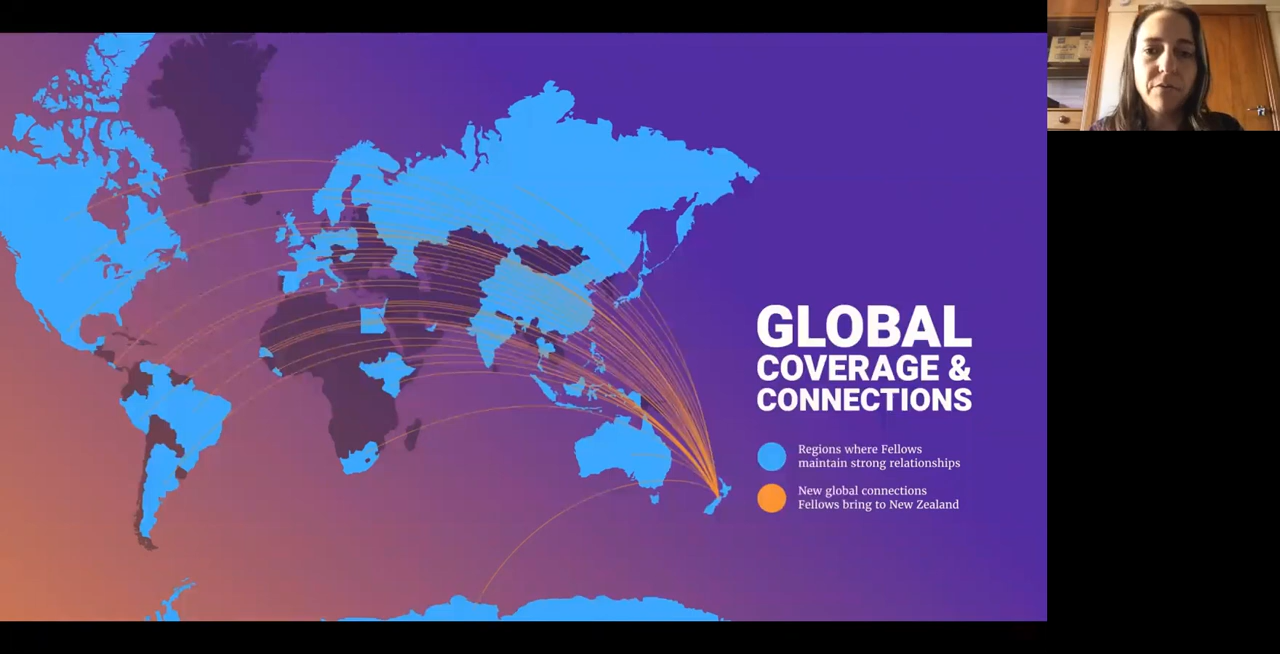 GLOBAL
COVERAGE &
CONNECTIONS
Regions where Fellows
maintain strong relationships
New global connections
Fellows bring to New Zealand